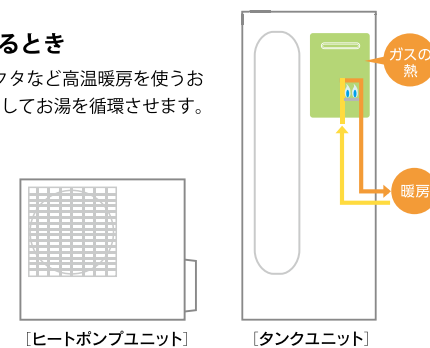 るとき
クタなど高温暖房を使うお
してお湯を循環させます。
ガスの
熱
暖房
［ヒートポンプユニット］
［タンクユニット］